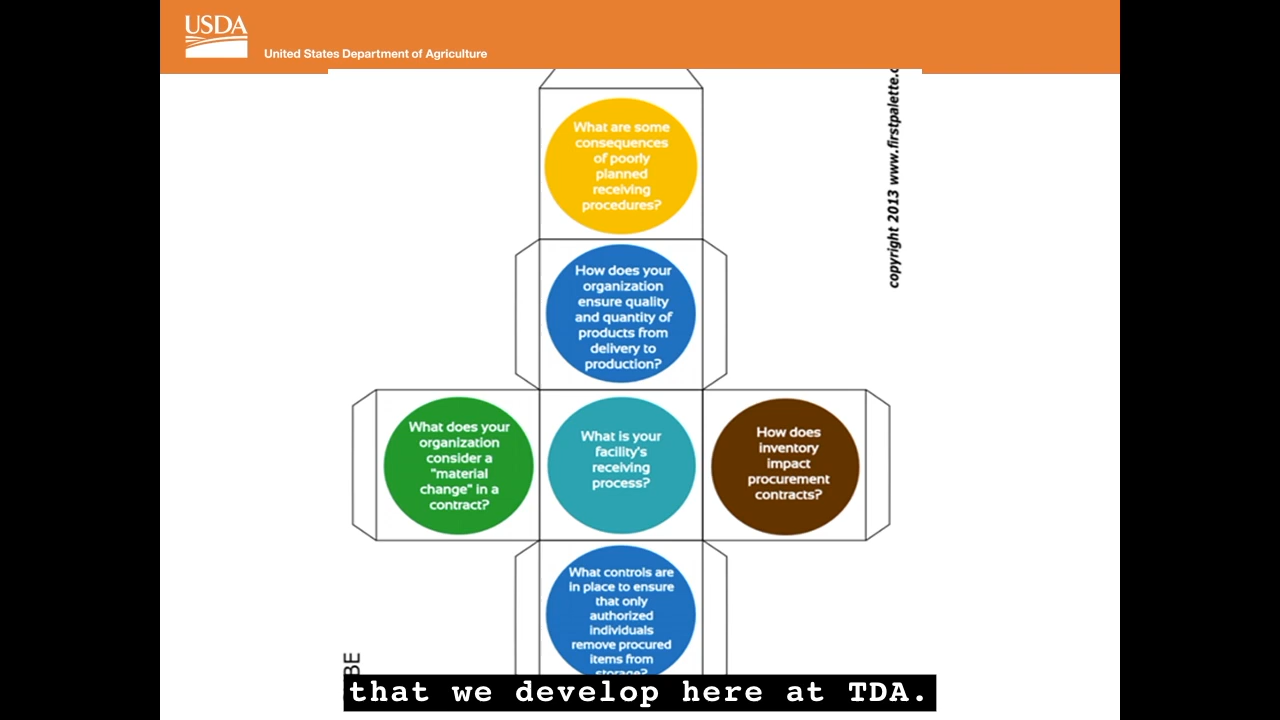 USDA
United States Department of Agriculture
copyright 2013 www.firstpalette.c
What are some
consequences
of poorly
planned
receiving
procedures?
How does your
organization
ensure quality
and quantity of
products from
delivery to
production?
What does your
organization
consider a
"material
change" in a
contract?
What is your
facility's
receiving
process?
How does
inventory
impact
procurement
contracts?
What controls are
in place to ensure
that only
authorized
individuals
remove procured
items from
storage?
BE
that we develop here at TDA.